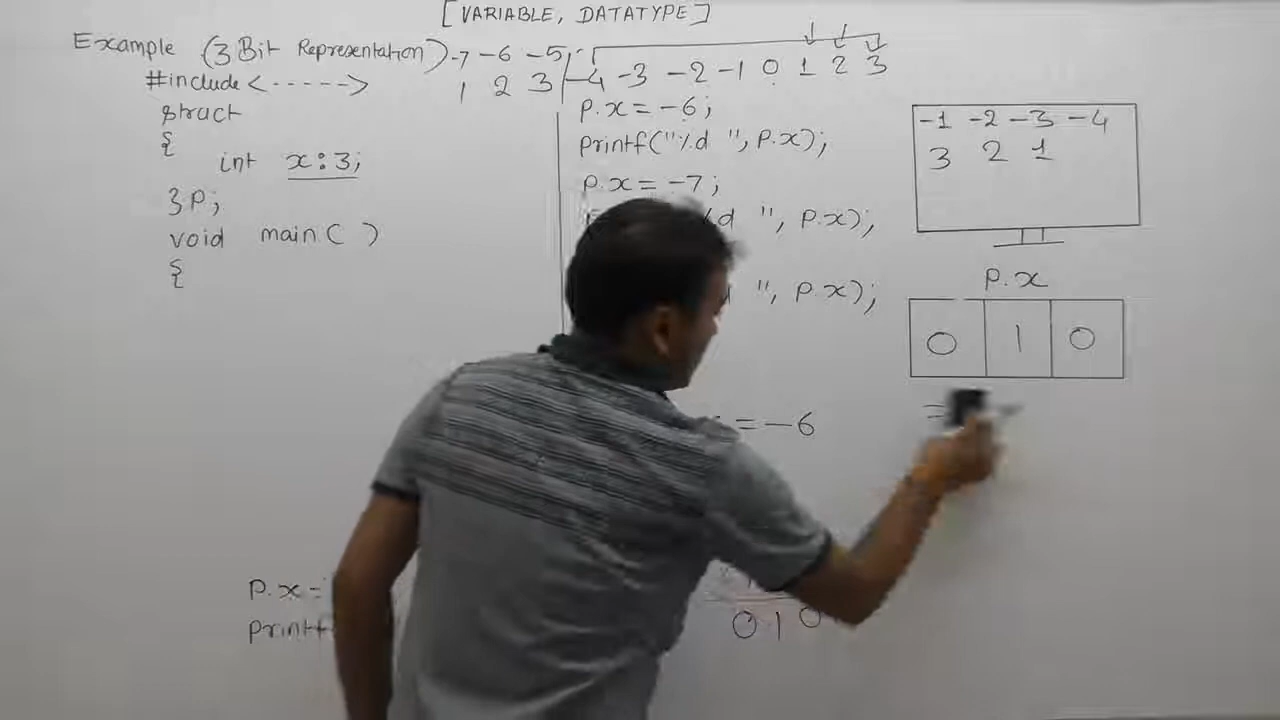 [VARIABLE, DATATYPE]
Example (3 Bit Representation)
-7 -6 -5
1 2 3
-4 -3 -2 -1 0 1 2 3
#include<----->
struct
{
int x:3;
}P;
void main( )
{
P.x = -6;
printf("%d ", P.x);
P.x = -7;
%d ", P.x);
", P.x);
= -6
P.x =
printf
0 1 0
-1 -2 -3 -4
3 2 1
P.x
0 1 0
=